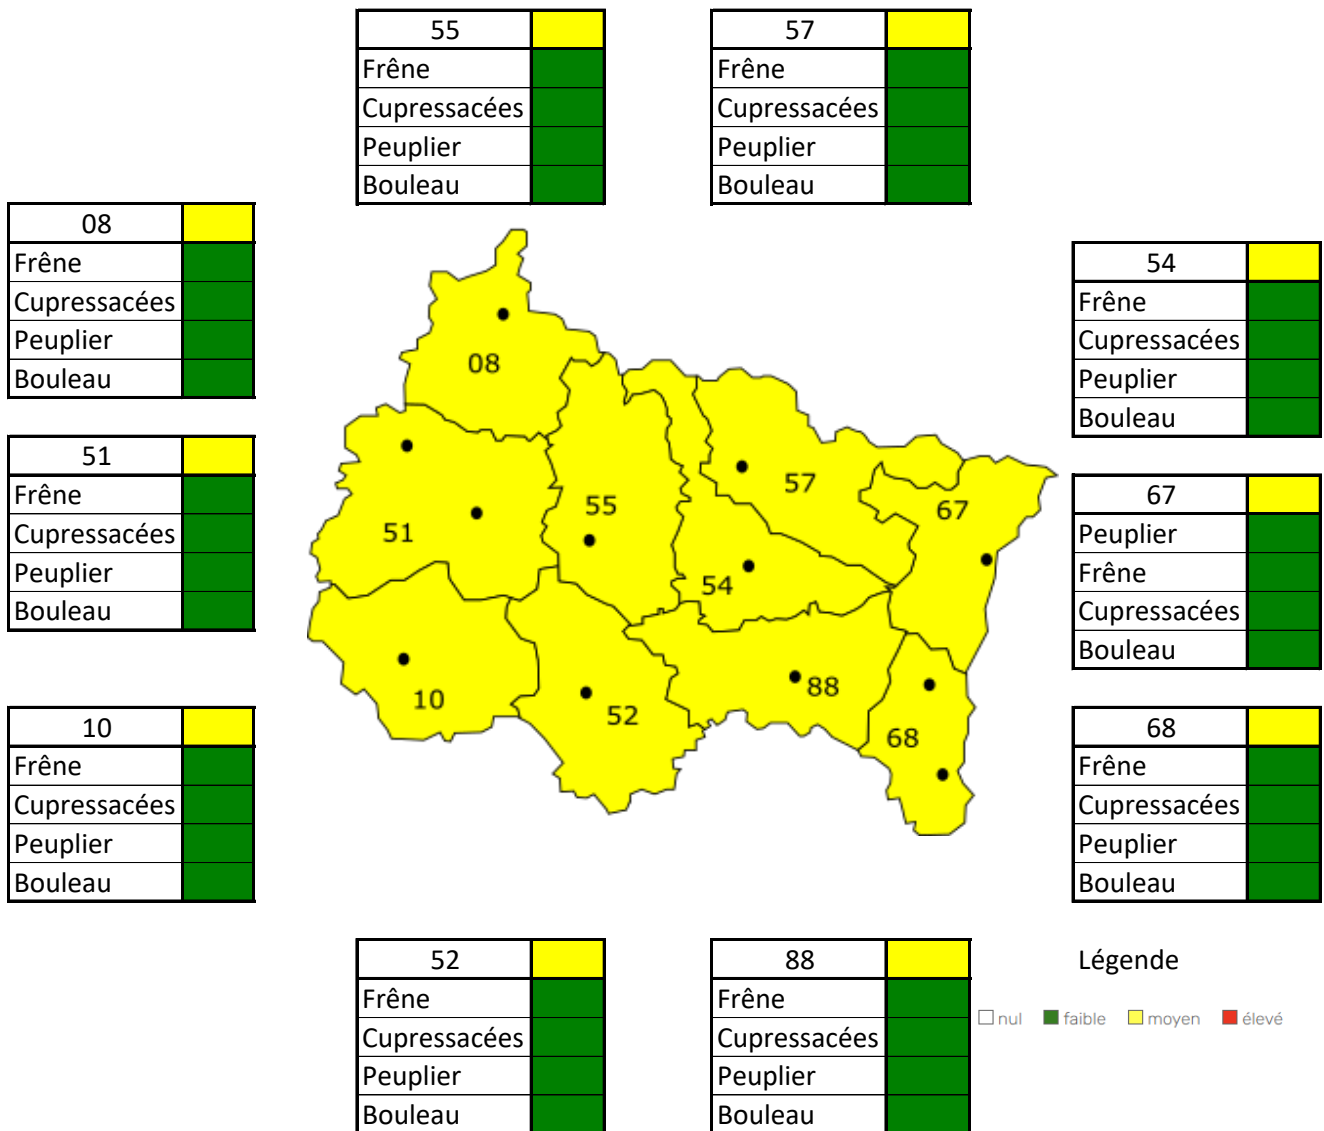 55
Frêne
Cupressacées
Peuplier
Bouleau
57
Frêne
Cupressacées
Peuplier
Bouleau
08
Frêne
Cupressacées
Peuplier
Bouleau
54
Frêne
Cupressacées
Peuplier
Bouleau
51
Frêne
Cupressacées
Peuplier
Bouleau
67
Peuplier
Frêne
Cupressacées
Bouleau
10
Frêne
Cupressacées
Peuplier
Bouleau
68
Frêne
Cupressacées
Peuplier
Bouleau
08
57
55
67
51
54
88
10
52
68
52
Frêne
Cupressacées
Peuplier
Bouleau
88
Frêne
Cupressacées
Peuplier
Bouleau
Légende
nul faible moyen élevé